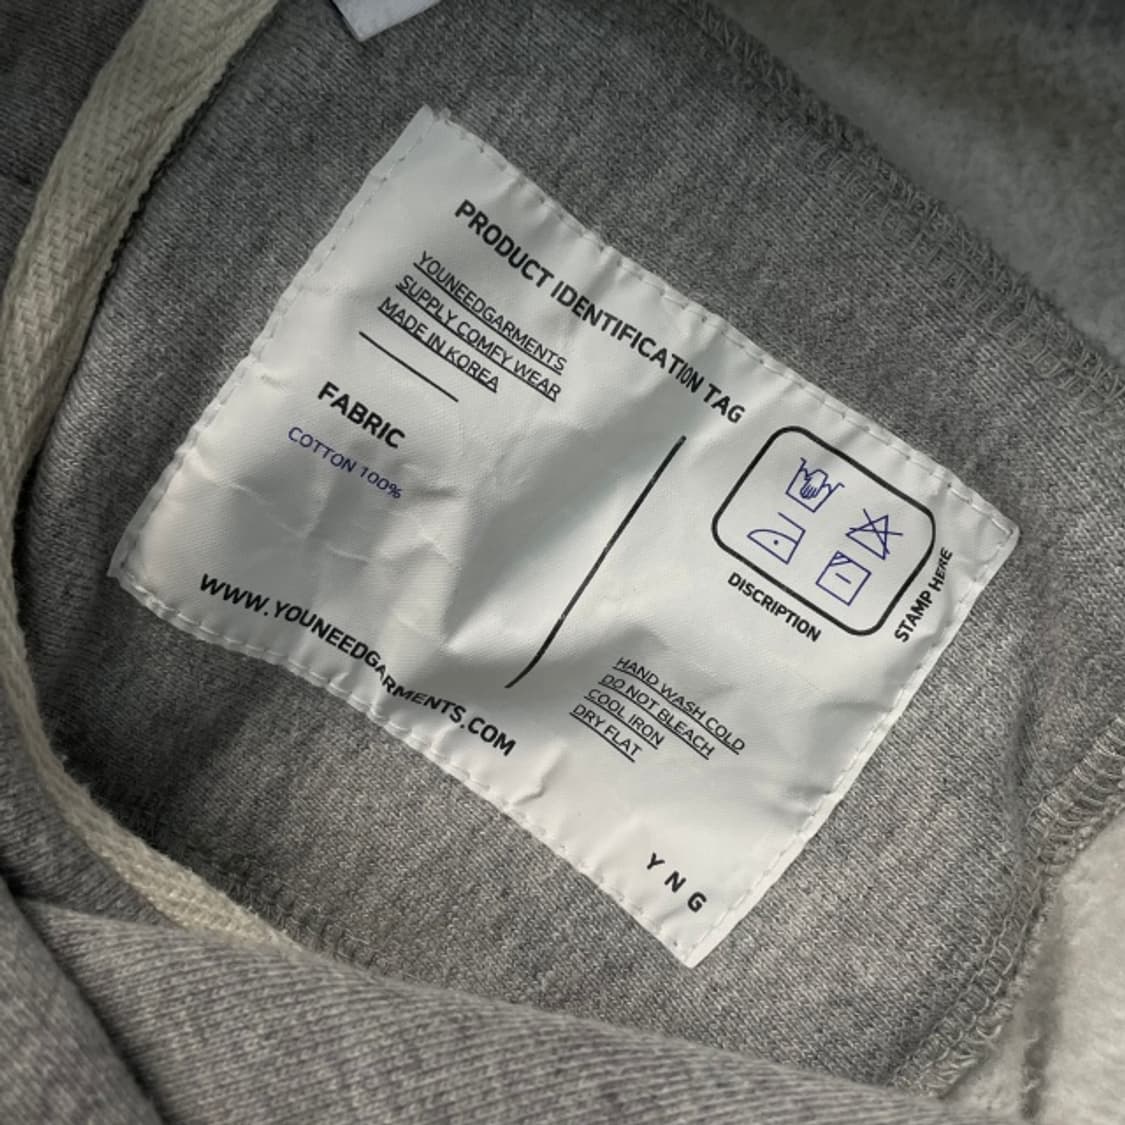 PRODUCT IDENTIFICATION TAG
YOUNEEDGARMENTS
SUPPLY COMFY WEAR
MADE IN KOREA
FABRIC
COTTON 100%
WWW.YOUNEEDGARMENTS.COM
DISCRIPTION
STAMP HERE
HAND WASH COLD
DO NOT BLEACH
COOL IRON
DRY FLAT
Y N G